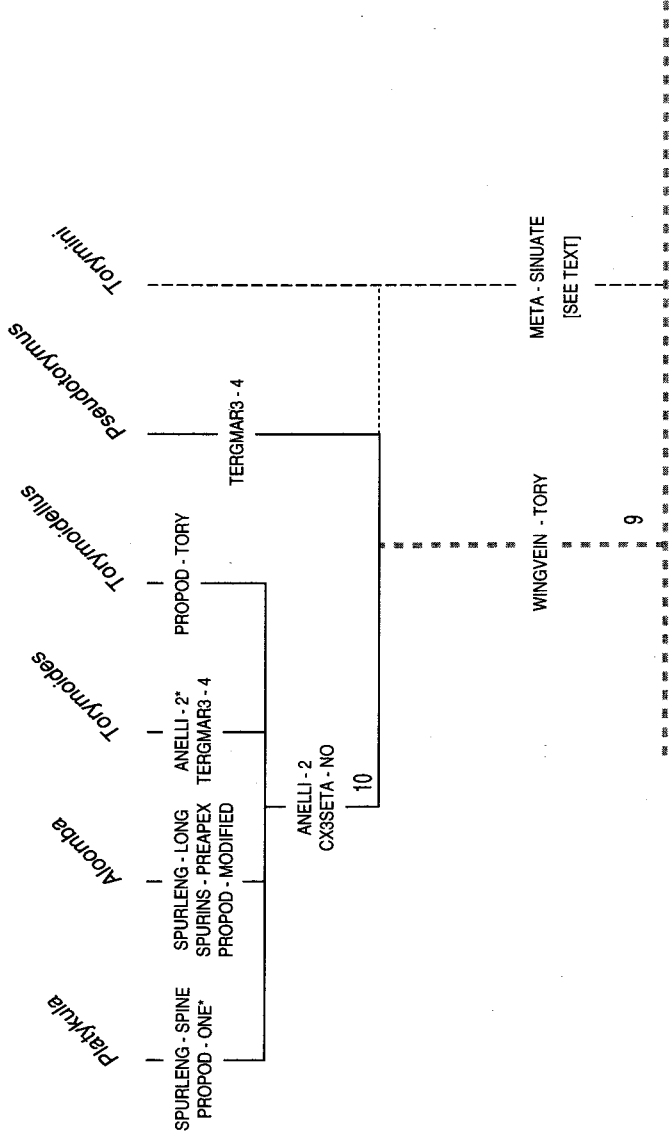 Platykula
Aloomba
Torymoides
Torymoidellus
Pseudotorymus
Torymini
SPURLENG - SPINE
PROPOD - ONE*
SPURLENG - LONG
SPURINS - PREAPEX
PROPOD - MODIFIED
ANELLI - 2*
TERGMAR3 - 4
PROPOD - TORY
TERGMAR3 - 4
ANELLI - 2
CX3SETA - NO
10
META - SINUATE
[SEE TEXT]
WINGVEIN - TORY
9